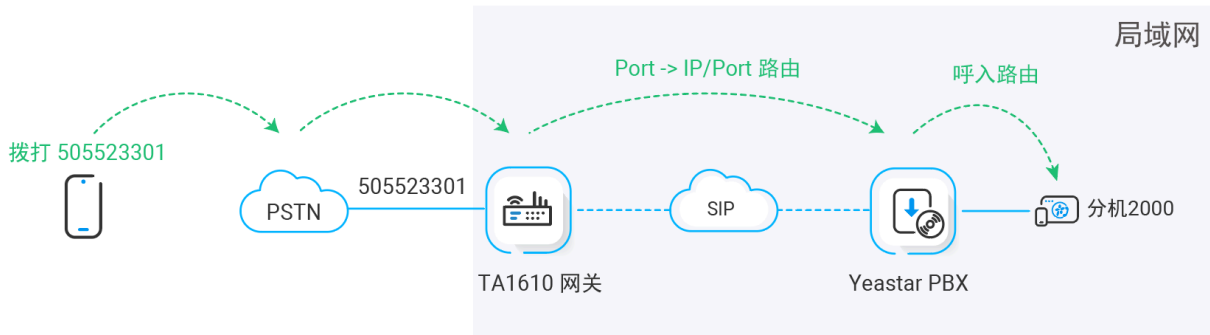 局域网
Port -> IP/Port 路由
呼入路由
拨打 505523301
505523301
PSTN
SIP
分机2000
TA1610 网关
Yeastar PBX